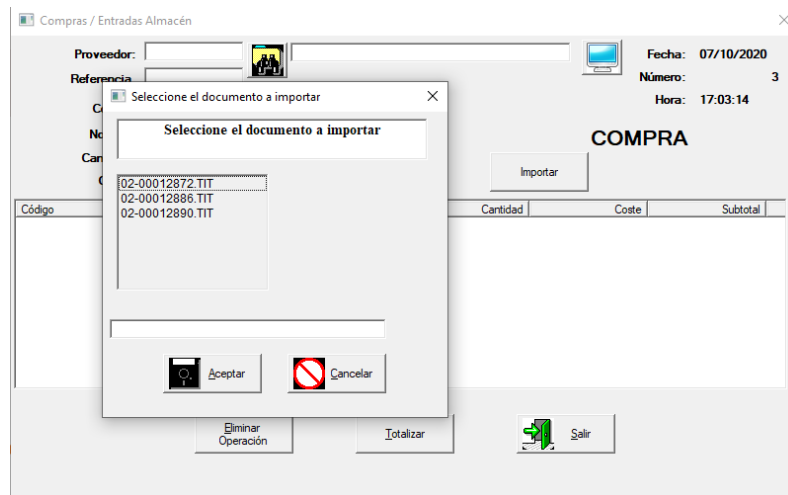 Compras / Entradas Almacén
Proveedor:
Fecha: 07/10/2020
Referencia
Número: 3
Hora: 17:03:14
COMPRA
Importar
Seleccione el documento a importar
Seleccione el documento a importar
02-00012872.TIT
02-00012886.TIT
02-00012890.TIT
Aceptar
Cancelar
Código
Cantidad
Coste
Subtotal
Eliminar
Operación
Totalizar
Salir